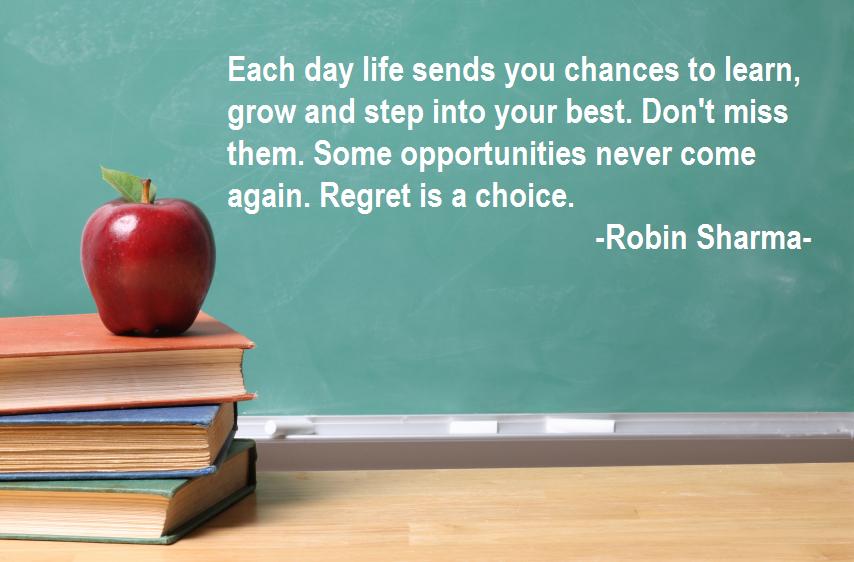 Each day life sends you chances to learn,
grow and step into your best. Don't miss
them. Some opportunities never come
again. Regret is a choice.
-Robin Sharma-